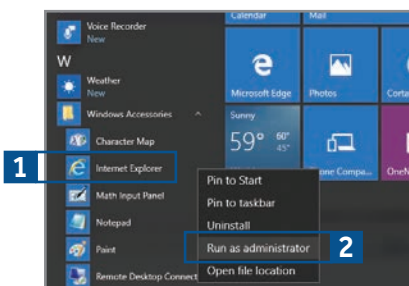 Voice Recorder
New
W
Weather
New
Windows Accessories
Character Map
1
Internet Explorer
Math Input Panel
Notepad
Paint
Remote Desktop Connect
Calendar
Mail
Microsoft Edge
Photos
Sunny
59° 60°
45°
Pin to Start
Pin to taskbar
Uninstall
Run as administrator
2
Open file location